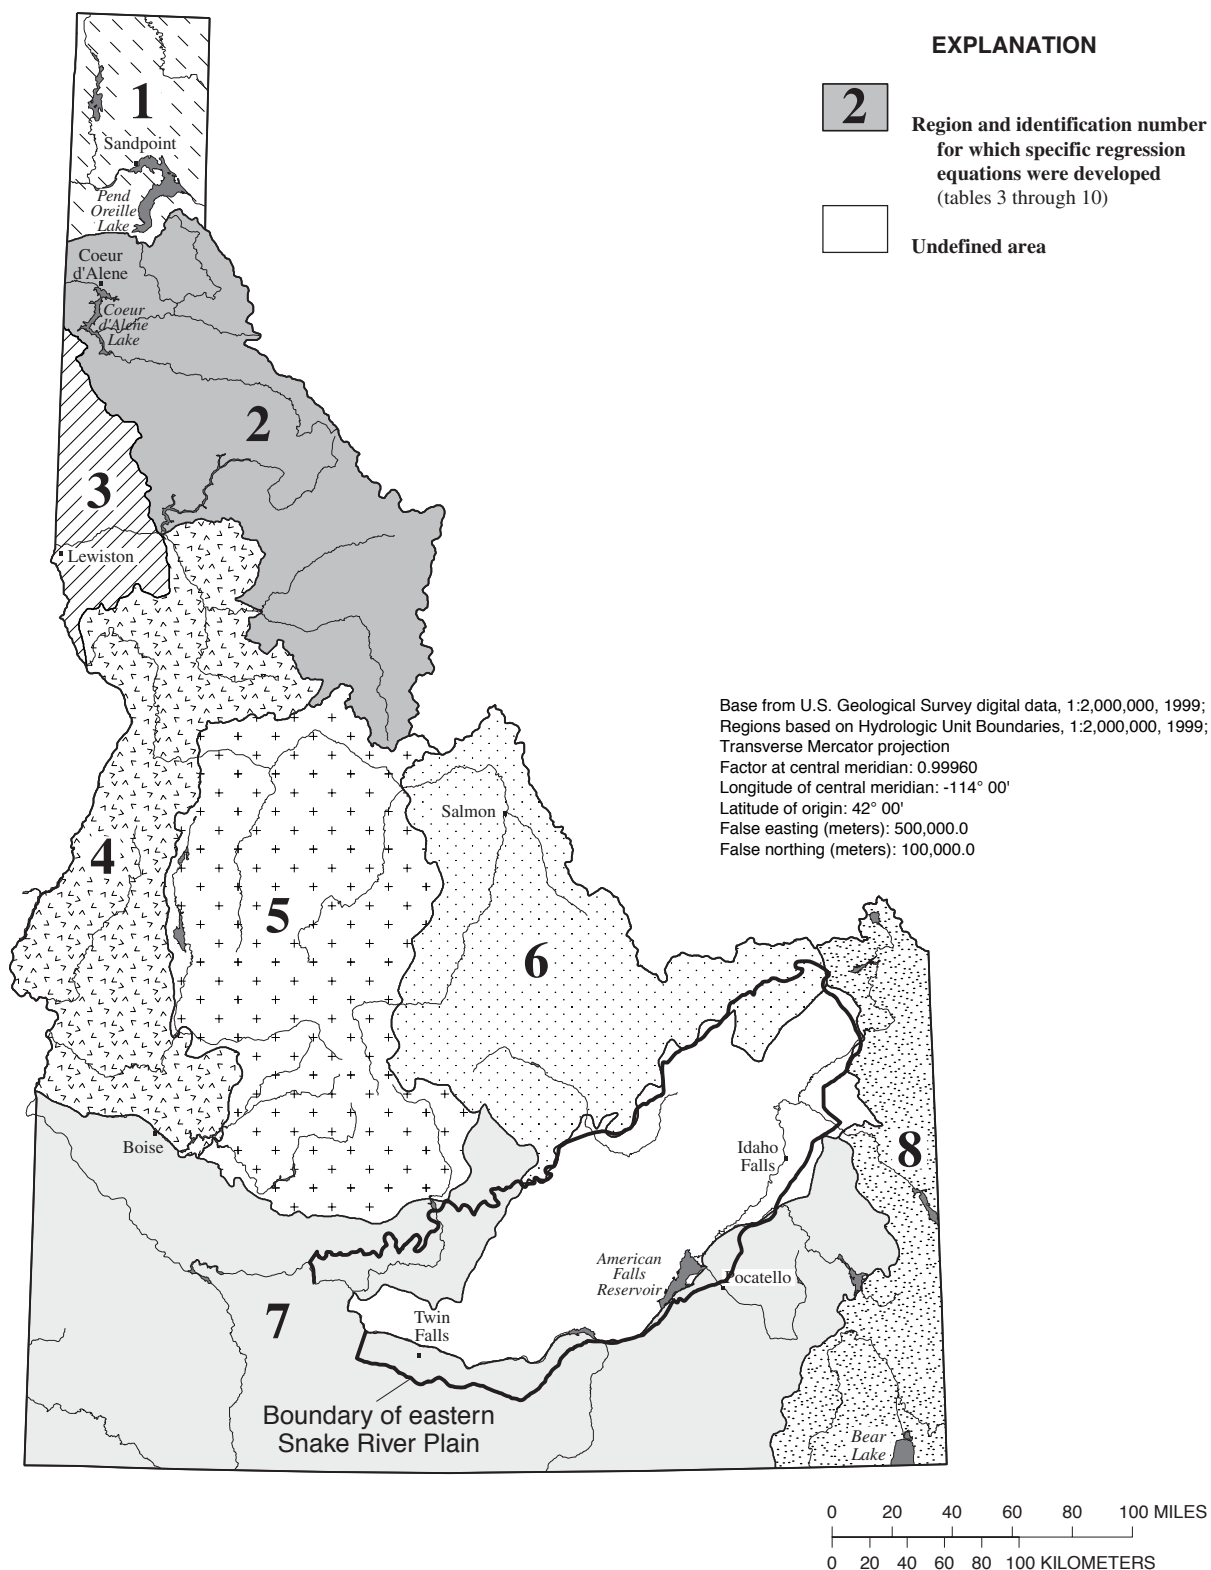 EXPLANATION
2
Region and identification number
for which specific regression
equations were developed
(tables 3 through 10)
Undefined area
1
Sandpoint
Pend
Oreille
Lake
Coeur
d'Alene
Coeur
d'Alene
Lake
2
3
Lewiston
Base from U.S. Geological Survey digital data, 1:2,000,000, 1999;
Regions based on Hydrologic Unit Boundaries, 1:2,000,000, 1999;
Transverse Mercator projection
Factor at central meridian: 0.99960
Longitude of central meridian: -114° 00'
Latitude of origin: 42° 00'
False easting (meters): 500,000.0
False northing (meters): 100,000.0
Salmon
4
5
6
Boise
Idaho
Falls
8
American
Falls
Reservoir
Pocatello
7
Twin
Falls
Boundary of eastern
Snake River Plain
Bear
Lake
0 20 40 60 80 100 MILES
0 20 40 60 80 100 KILOMETERS